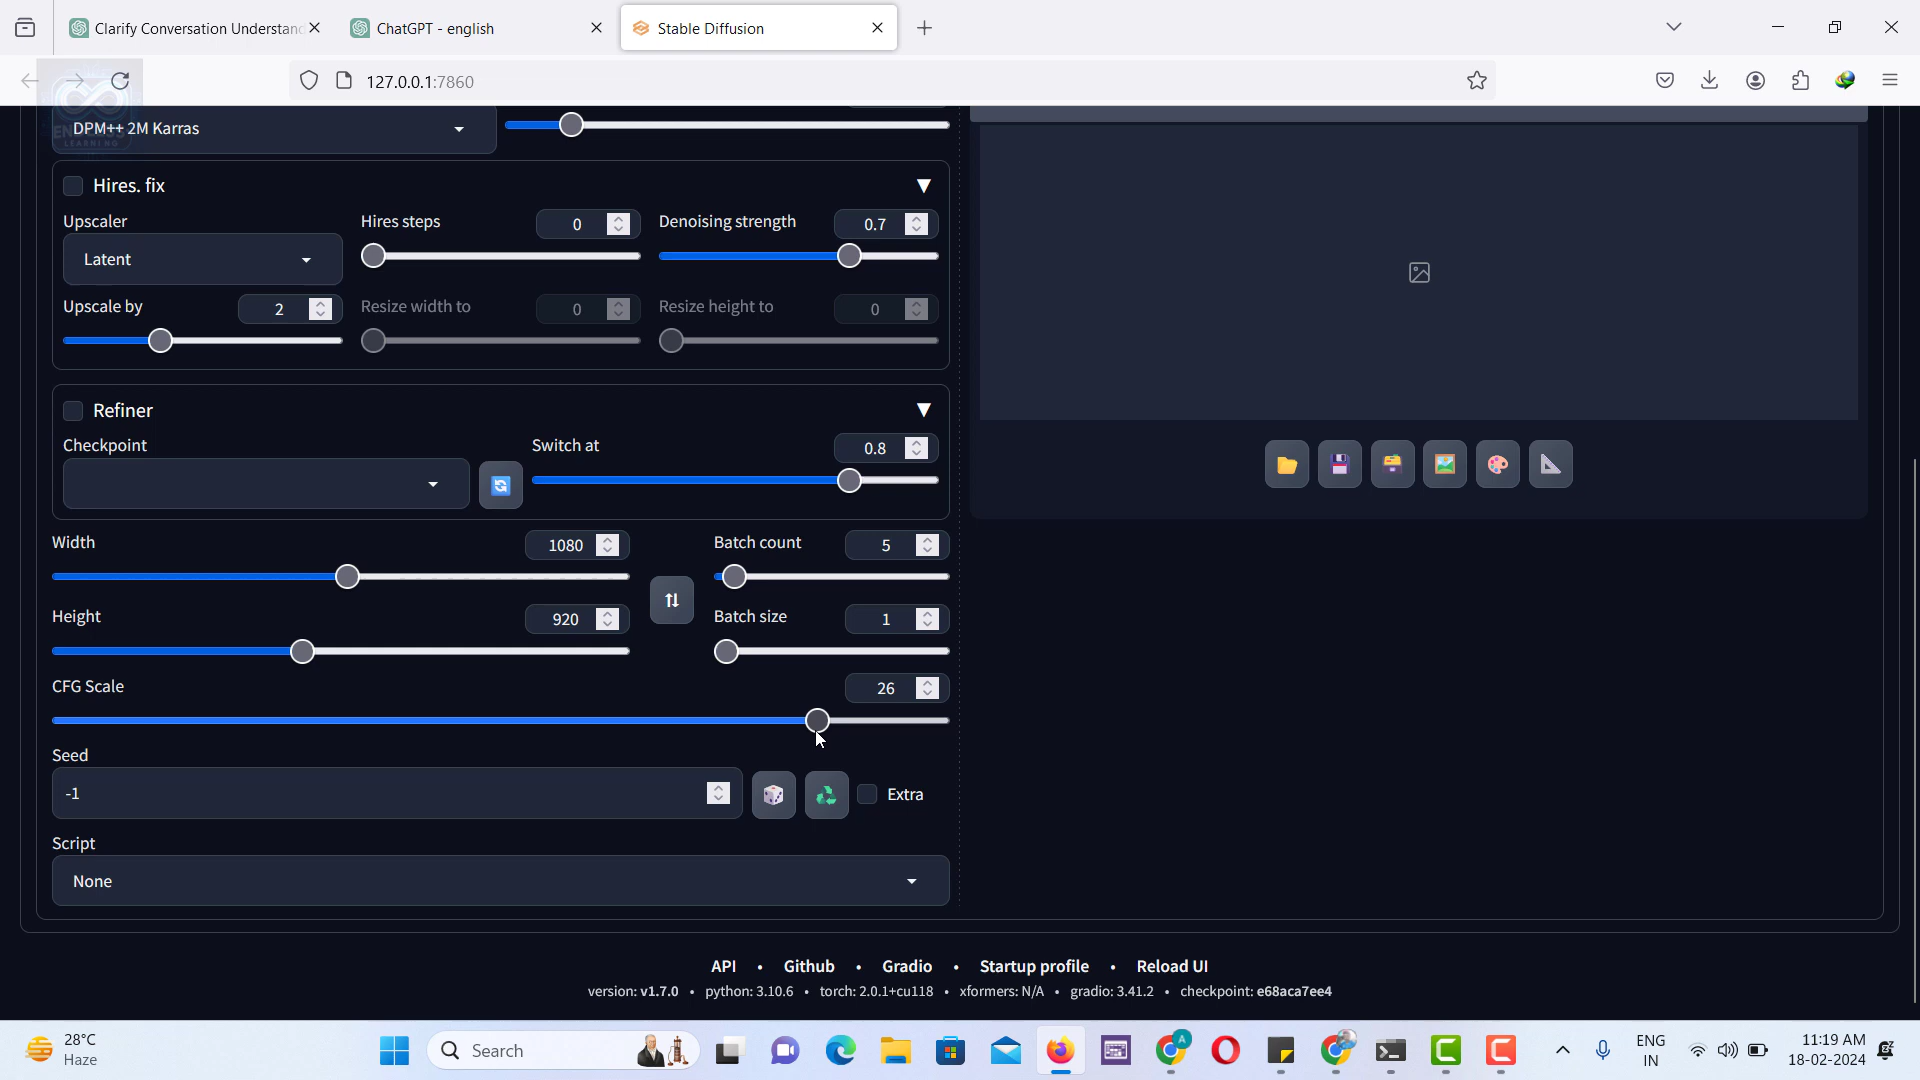 Clarify Conversation Understand
ChatGPT - english
Stable Diffusion
127.0.0.1:7860
ENDLESS
LEARNING
DPM++ 2M Karras
Hires. fix
Upscaler
Hires steps
0
Denoising strength
0.7
Latent
Upscale by
2
Resize width to
0
Resize height to
0
Refiner
Checkpoint
Switch at
0.8
Width
1080
Batch count
5
Height
920
Batch size
1
CFG Scale
26
Seed
-1
Extra
Script
None
API • Github • Gradio • Startup profile • Reload UI
version: v1.7.0 • python: 3.10.6 • torch: 2.0.1+cu118 • xformers: N/A • gradio: 3.41.2 • checkpoint: e68aca7ee4
28°C
Haze
Search
ENG
IN
11:19 AM
18-02-2024